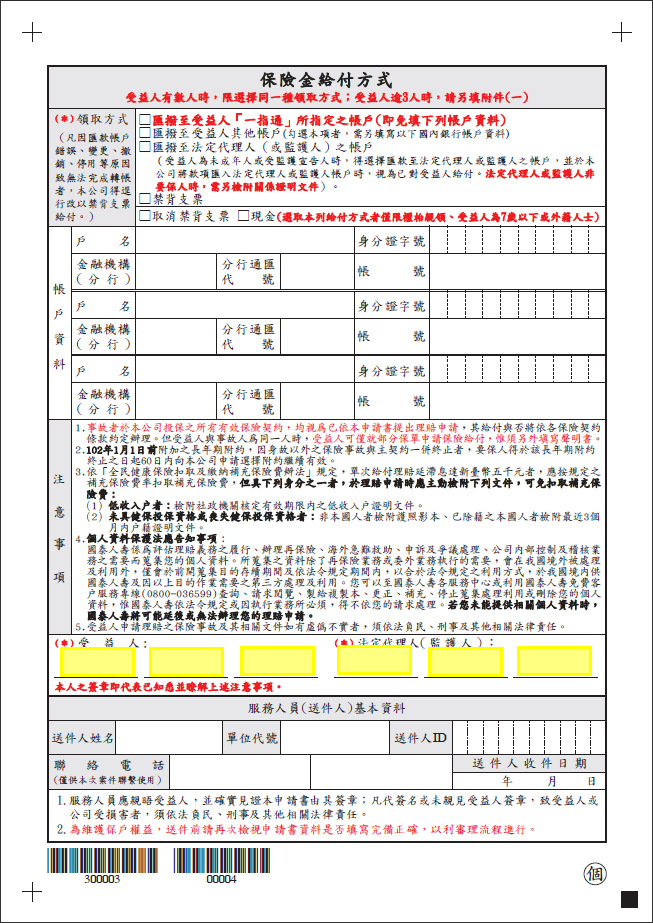 保險金給付方式
受益人有數人時，限選擇同一種領取方式；受益人逾3人時，請另填附件(一)
(*)領取方式
(凡因匯款帳戶
錯誤、變更、撤
銷、停用等原因
致無法完成轉帳
者，本公司得逕
行改以禁背支票
給付。)
□匯撥至受益人「一指通」所指定之帳戶(即免填下列帳戶資料)
□匯撥至受益人其他帳戶(勾選本項者，需另填寫以下國內銀行帳戶資料)
□匯撥至法定代理人（或監護人）之帳戶
（受益人為未成年人或受監護宣告人時，得選擇匯款至法定代理人或監護人之帳戶，並於本
公司將款項匯入法定代理人或監護人帳戶時，視為已對受益人給付。法定代理人或監護人非
要保人時，需另檢附關係證明文件）。
□禁背支票
□取消禁背支票 □現金(選取本列給付方式者僅限櫃枱親領、受益人為7歲以下或外籍人士)
帳戶資料
戶 名 身分證字號
金融機構 分行通匯 帳 號
(分行) 代 號
戶 名 身分證字號
金融機構 分行通匯 帳 號
(分行) 代 號
戶 名 身分證字號
金融機構 分行通匯 帳 號
(分行) 代 號
注意事項
1.事故者於本公司投保之所有有效保險契約，均視為已依本申請書提出理賠申請，其給付與否將依各保險契約
條款約定辦理。但受益人與事故人為同一人時，受益人可僅就部分保單申請保險給付，惟須另外填寫聲明書。
2.102年1月1日前附加之長年期附約，因身故以外之保險事故與主契約一併終止者，要保人得於該長年期附約
終止之日起60日內向本公司申請選擇附約繼續有效。
3.依「全民健康保險扣取及繳納補充保險費辦法」規定，單次給付理賠延滯息達新臺幣五千元者，應按規定之
補充保險費率扣取補充保險費，但具下列身分之一者，於理賠申請時應主動檢附下列文件，可免扣取補充保
險費：
(1) 低收入戶者：檢附社政機關核定有效期限內之低收入戶證明文件。
(2) 未具健保投保資格或喪失健保投保資格者：非本國人者檢附護照影本、已除籍之本國人者檢附最近3個
月內戶籍證明文件。
4.個人資料保護法應告知事項：
國泰人壽係為評估理賠義務之履行、辦理再保險、海外急難救助、申訴及爭議處理、公司內部控制及稽核業
務之需要而蒐集您的個人資料。所蒐集之資料除了再保險業務或委外業務執行的需要，會在我國境外被處理
及利用外，僅會於前開蒐集目的存續期間及依法令規定期間內，以合於法令規定之利用方式，於我國境內供
國泰人壽及因以上目的作業需要之第三方處理及利用。您可以至國泰人壽各服務中心或利用國泰人壽免費客
戶服務專線(0800-036599)查詢、請求閱覽、製給複製本、更正、補充、停止蒐集處理利用或刪除您的個人
資料，惟國泰人壽依法令規定或因執行業務所必須，得不依您的請求處理。若您未能提供相關個人資料時，
國泰人壽將可能延後或無法辦理您的理賠申請。
5.受益人申請理賠之保險事故及其相關文件如有虛偽不實者，須依法負民、刑事及其他相關法律責任。
(*)受 益 人： (*)法定代理人(監護人)：
本人之簽章即代表已知悉並瞭解上述注意事項。
服務人員(送件人)基本資料
送件人姓名 單位代號 送件人ID
聯絡電話 送件人收件日期
(僅供本次案件聯繫使用) 年 月 日
1.服務人員應親晤受益人，並確實見證本申請書由其簽章；凡代簽名或未親見受益人簽章，致受益人或
公司受損害者，須依法負民、刑事及其他相關法律責任。
2.為維護保戶權益，送件前請再次檢視申請書資料是否填寫完備正確，以利審理流程進行。
300003 00004
個